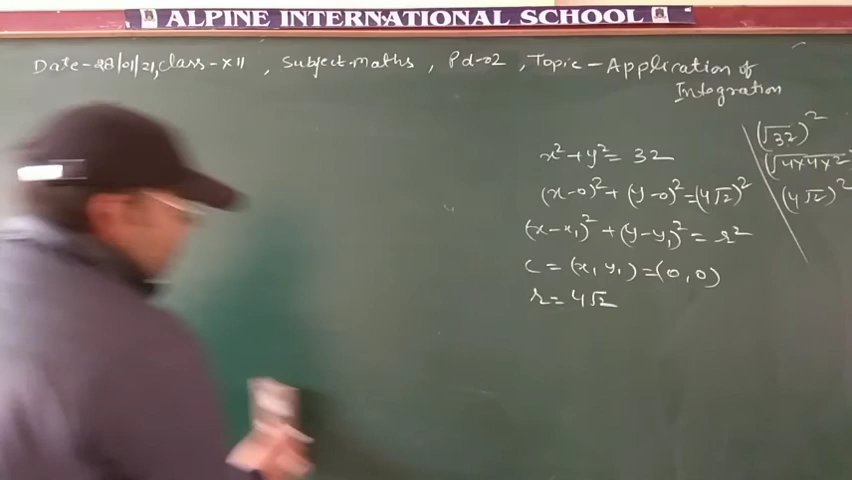 ALPINE INTERNATIONAL SCHOOL
Date-28/01/21, Class-XII, Subject-maths, Pd-02, Topic-Application of
Integration
x²+y²=32
(x-0)²+(y-0)²=(4√2)²
(x-x₁)²+(y-y₁)²=r²
C=(x₁,y₁)=(0,0)
r=4√2
(√32)²
(√4×4×2)²
(4√2)²